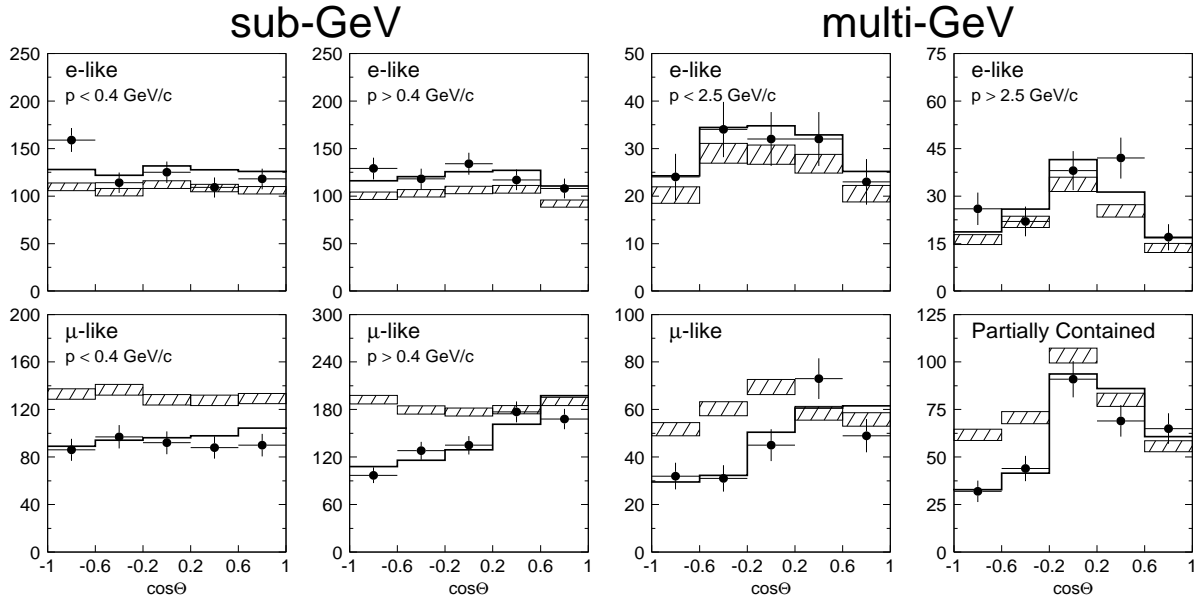 sub-GeV multi-GeV
e-like
p < 0.4 GeV/c
0
50
100
150
200
250
e-like
p > 0.4 GeV/c
0
50
100
150
200
250
e-like
p < 2.5 GeV/c
0
10
20
30
40
50
e-like
p > 2.5 GeV/c
0
15
30
45
60
75
μ-like
p < 0.4 GeV/c
0
40
80
120
160
200
-1 -0.6 -0.2 0.2 0.6 1
cosΘ
μ-like
p > 0.4 GeV/c
0
60
120
180
240
300
-1 -0.6 -0.2 0.2 0.6 1
cosΘ
μ-like
0
20
40
60
80
100
-1 -0.6 -0.2 0.2 0.6 1
cosΘ
Partially Contained
0
25
50
75
100
125
-1 -0.6 -0.2 0.2 0.6 1
cosΘ